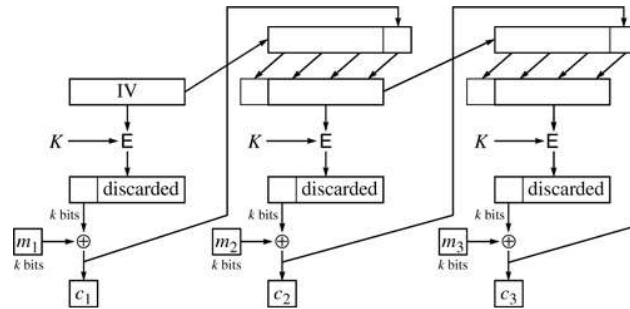 IV
K E K E K E
discarded discarded discarded
k bits k bits k bits
m1 ⊕ m2 ⊕ m3 ⊕
k bits k bits k bits
c1 c2 c3